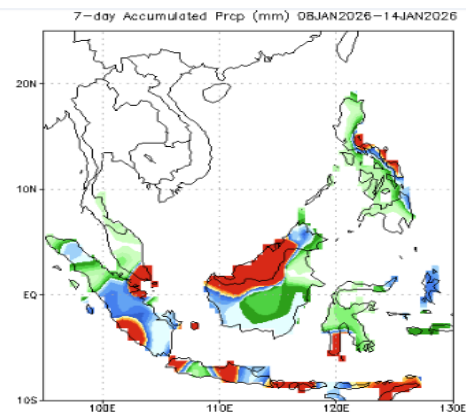 7-day Accumulated Prcp (mm) 08JAN2026-14JAN2026
20N
10N
EQ
10S
100E 110E 120E 130E